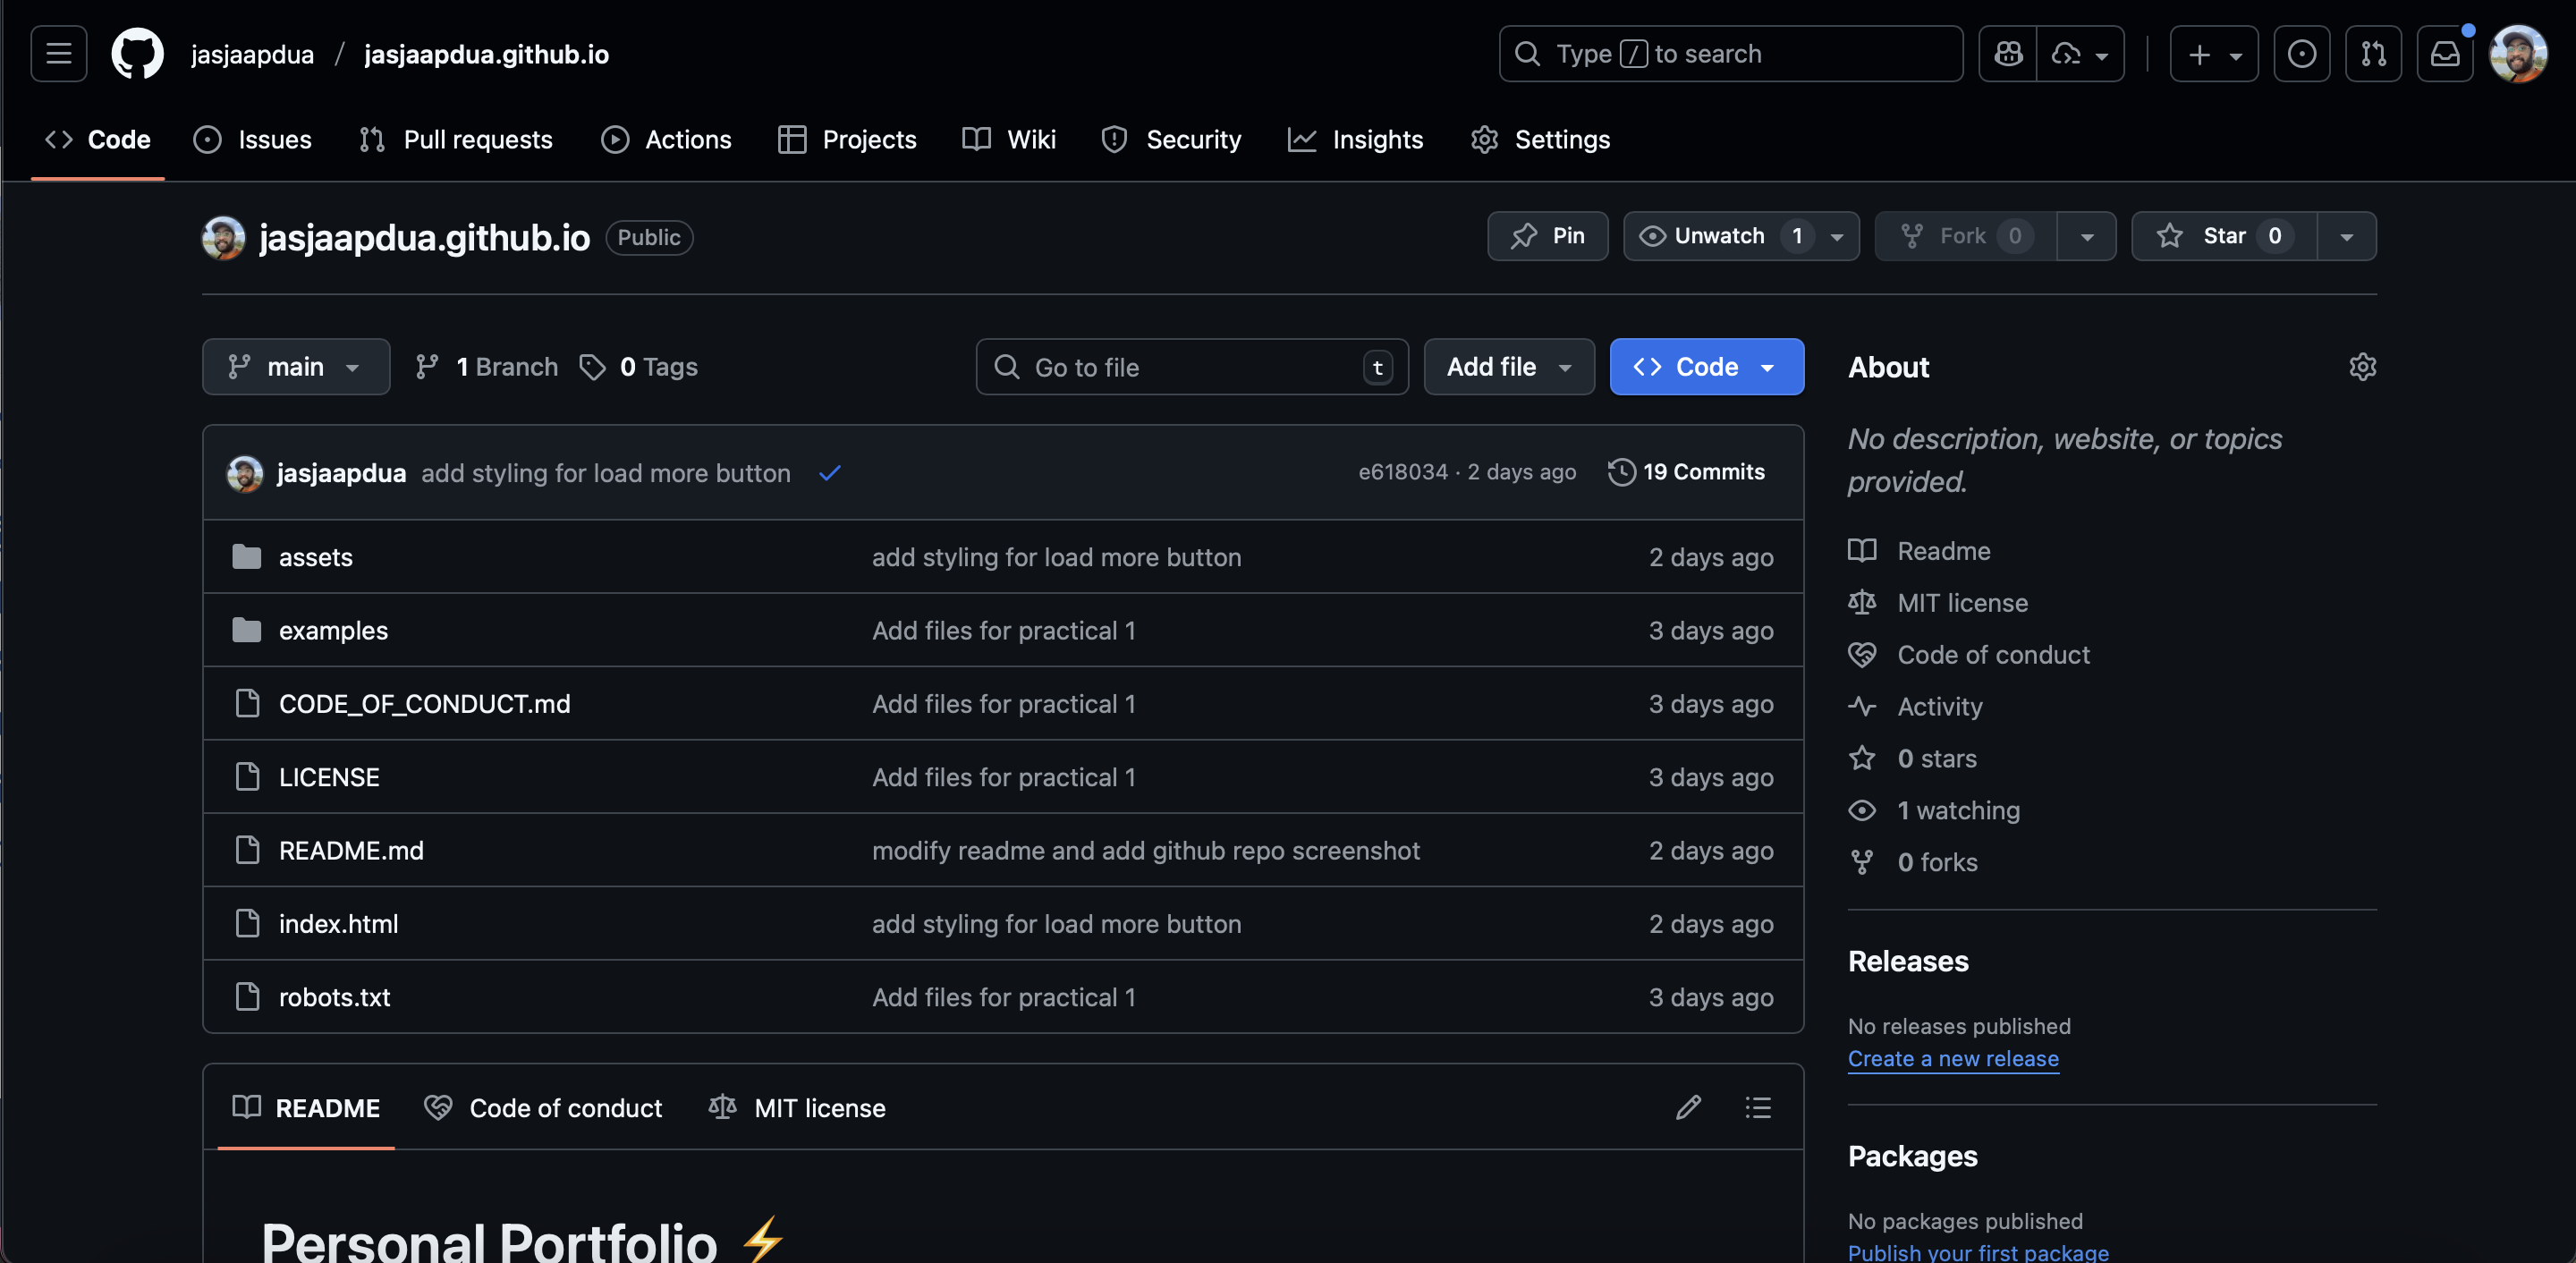 jasjaapdua / jasjaapdua.github.io
Type / to search
Code Issues Pull requests Actions Projects Wiki Security Insights Settings
jasjaapdua.github.io Public
Pin Unwatch 1 Fork 0 Star 0
main 1 Branch 0 Tags
Go to file t
Add file
Code
jasjaapdua add styling for load more button e618034 · 2 days ago 19 Commits
assets add styling for load more button 2 days ago
examples Add files for practical 1 3 days ago
CODE_OF_CONDUCT.md Add files for practical 1 3 days ago
LICENSE Add files for practical 1 3 days ago
README.md modify readme and add github repo screenshot 2 days ago
index.html add styling for load more button 2 days ago
robots.txt Add files for practical 1 3 days ago
README Code of conduct MIT license
Personal Portfolio ⚡
About
No description, website, or topics
provided.
Readme
MIT license
Code of conduct
Activity
0 stars
1 watching
0 forks
Releases
No releases published
Create a new release
Packages
No packages published
Publish your first package